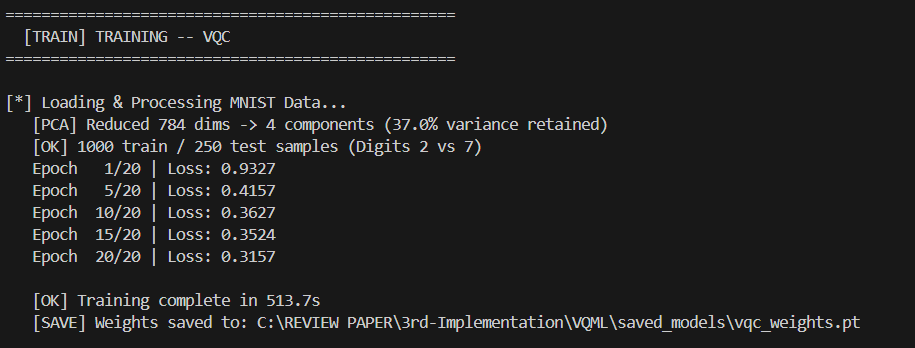 ==================================================
[TRAIN] TRAINING -- VQC
==================================================
[*] Loading & Processing MNIST Data...
[PCA] Reduced 784 dims -> 4 components (37.0% variance retained)
[OK] 1000 train / 250 test samples (Digits 2 vs 7)
Epoch   1/20 | Loss: 0.9327
Epoch   5/20 | Loss: 0.4157
Epoch  10/20 | Loss: 0.3627
Epoch  15/20 | Loss: 0.3524
Epoch  20/20 | Loss: 0.3157
[OK] Training complete in 513.7s
[SAVE] Weights saved to: C:\REVIEW PAPER\3rd-Implementation\VQML\saved_models\vqc_weights.pt